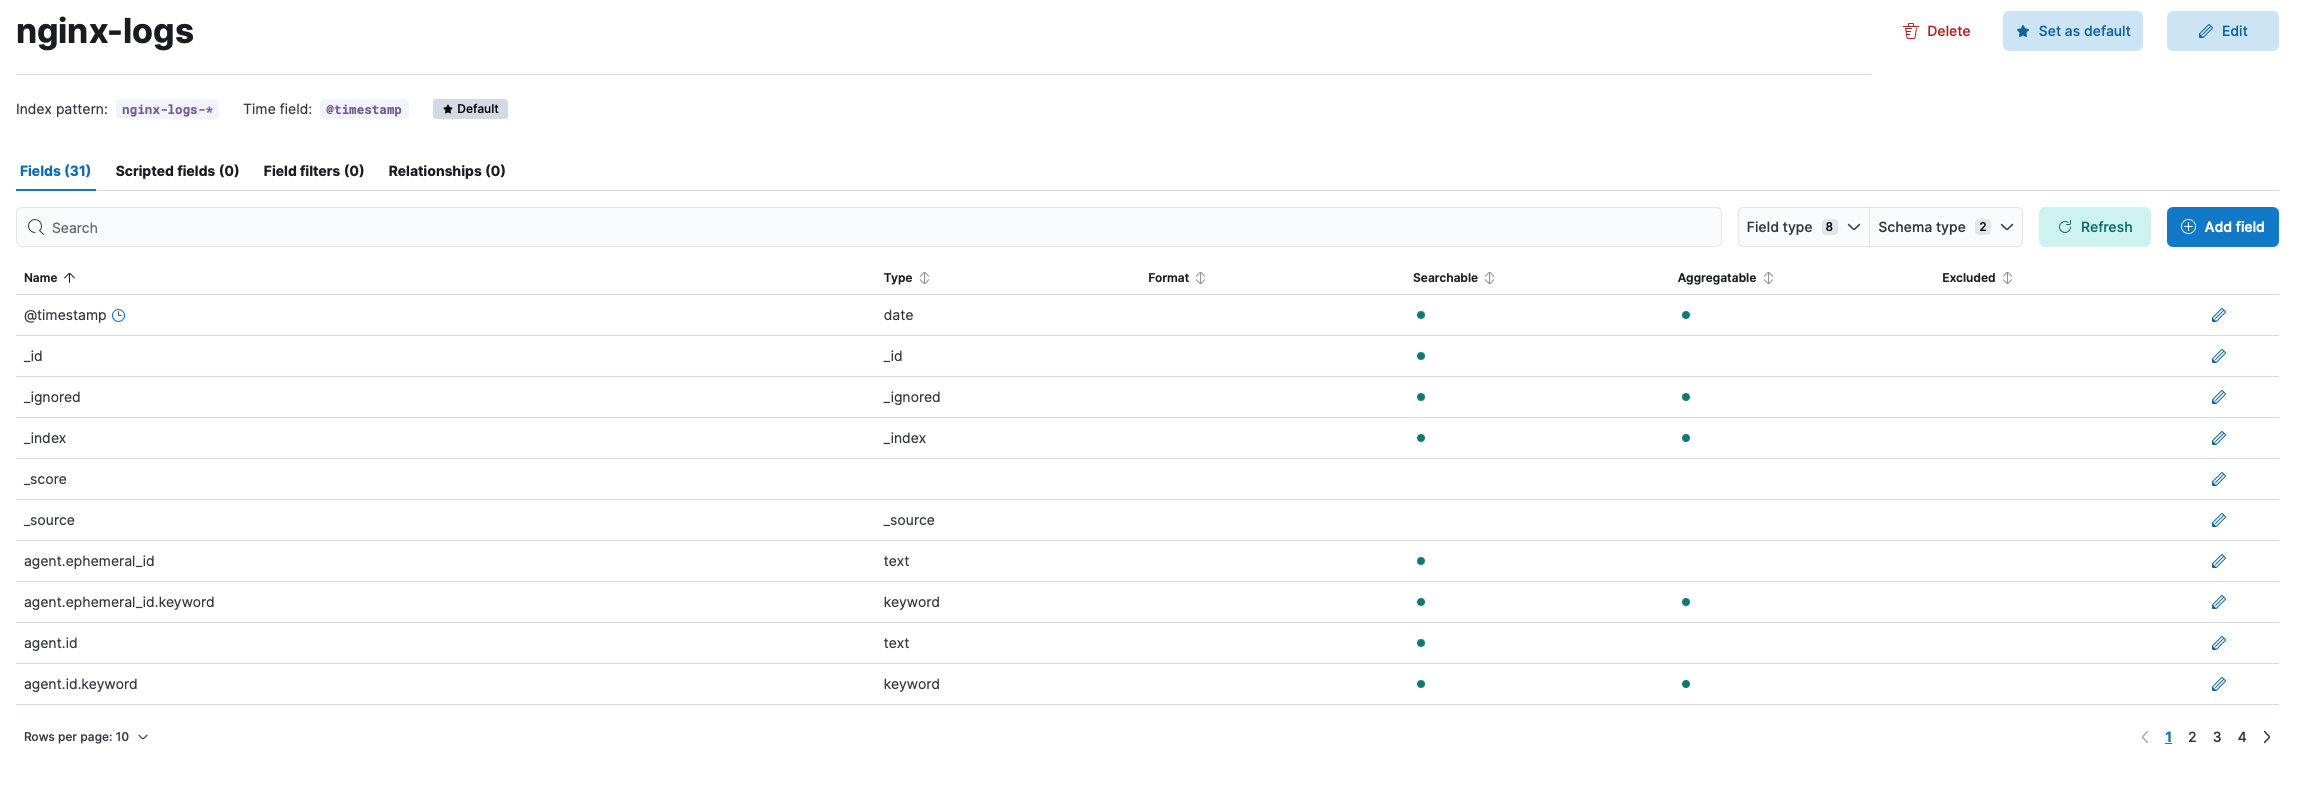 nginx-logs
Delete
Set as default
Edit
Index pattern: nginx-logs-* Time field: @timestamp Default
Fields (31) Scripted fields (0) Field filters (0) Relationships (0)
Search
Field type 8 Schema type 2 Refresh Add field
Name Type Format Searchable Aggregatable Excluded
@timestamp date
_id _id
_ignored _ignored
_index _index
_score
_source _source
agent.ephemeral_id text
agent.ephemeral_id.keyword keyword
agent.id text
agent.id.keyword keyword
Rows per page: 10
1 2 3 4